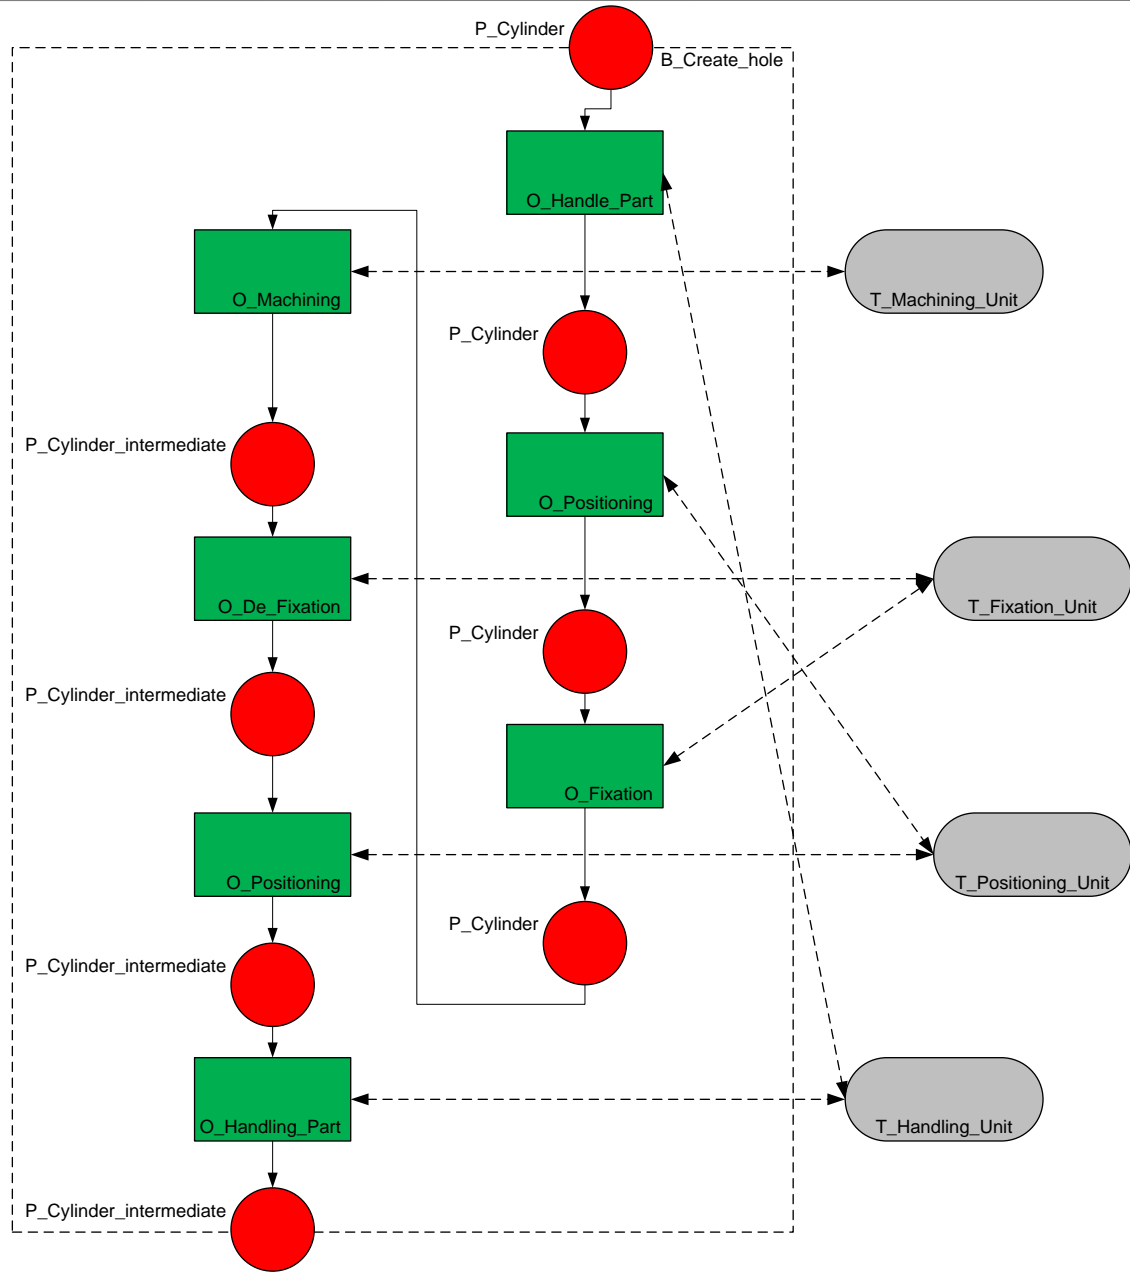 P_Cylinder
B_Create_hole
O_Handle_Part
O_Machining
T_Machining_Unit
P_Cylinder
P_Cylinder_intermediate
O_Positioning
O_De_Fixation
T_Fixation_Unit
P_Cylinder
P_Cylinder_intermediate
O_Fixation
O_Positioning
T_Positioning_Unit
P_Cylinder
P_Cylinder_intermediate
O_Handling_Part
T_Handling_Unit
P_Cylinder_intermediate